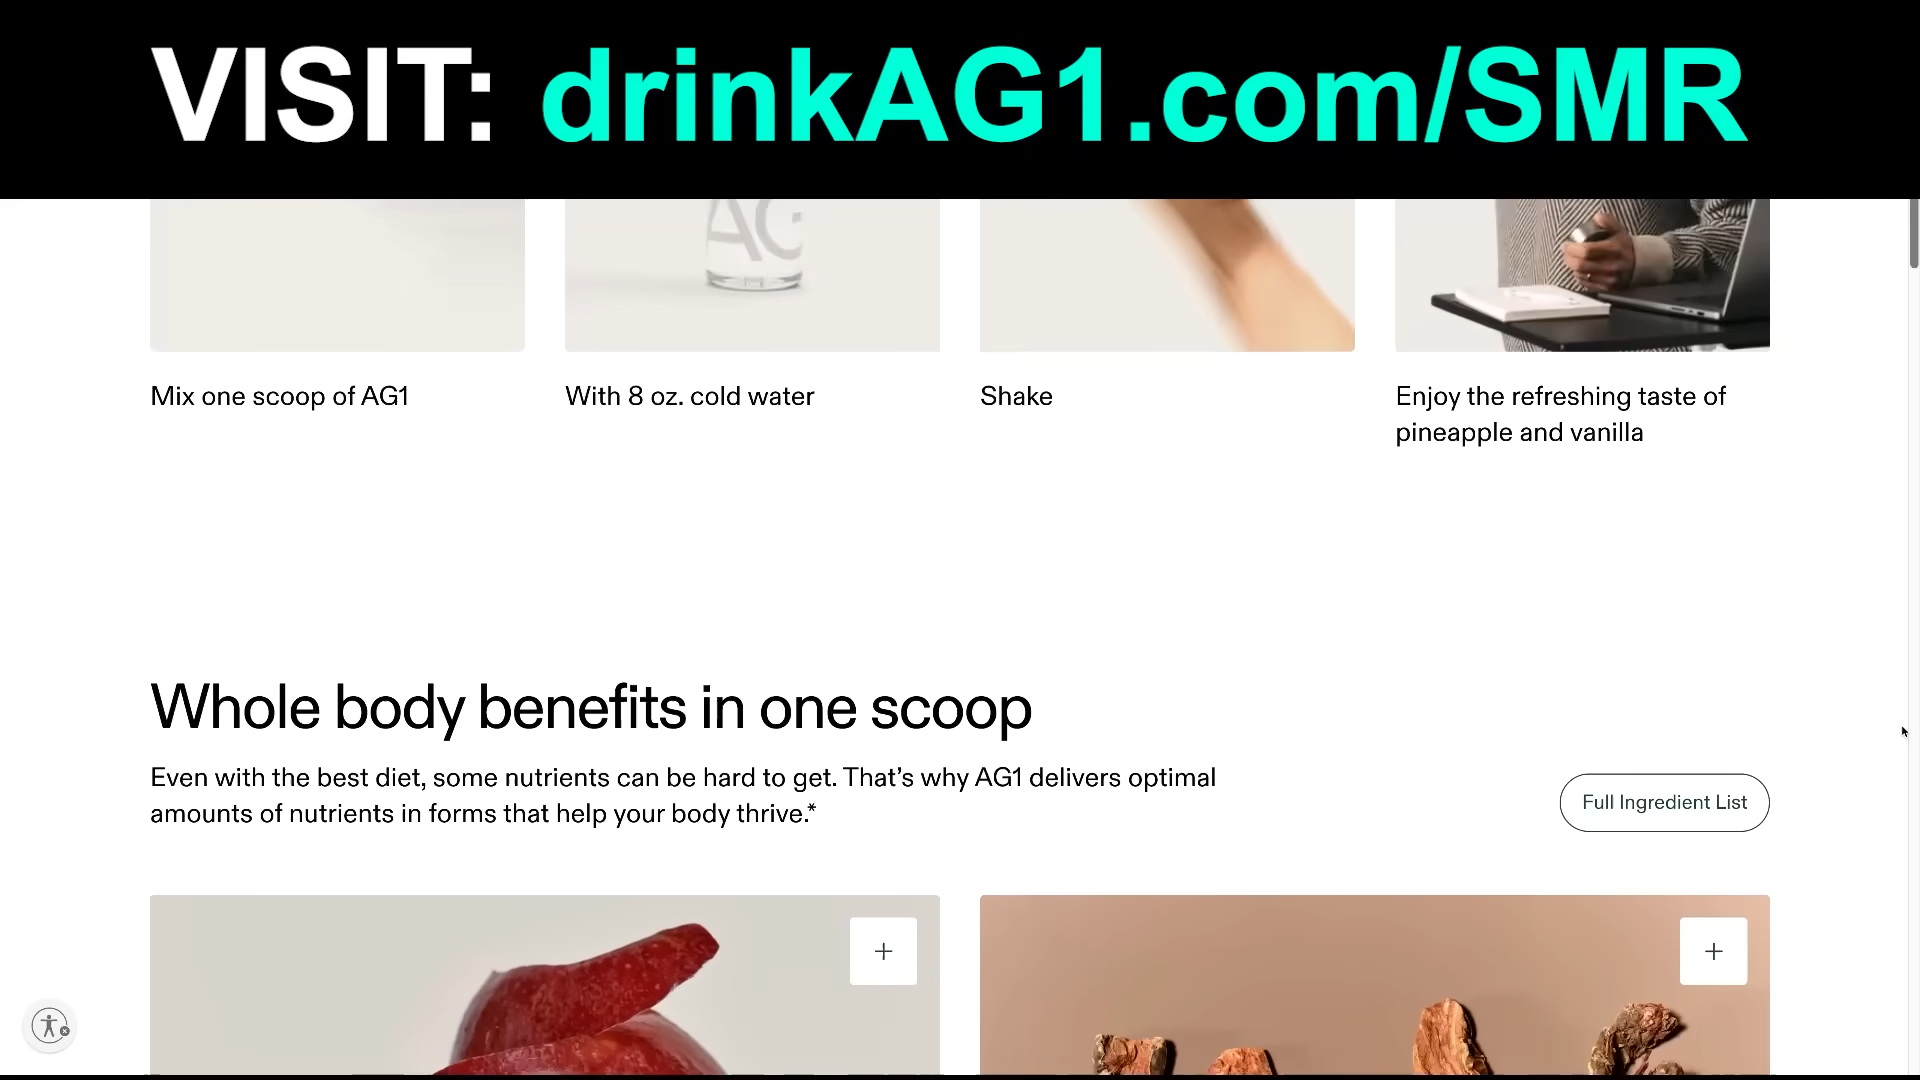 VISIT: drinkAG1.com/SMR
AG
Mix one scoop of AG1
With 8 oz. cold water
Shake
Enjoy the refreshing taste of
pineapple and vanilla
Whole body benefits in one scoop
Even with the best diet, some nutrients can be hard to get. That’s why AG1 delivers optimal
amounts of nutrients in forms that help your body thrive.*
Full Ingredient List